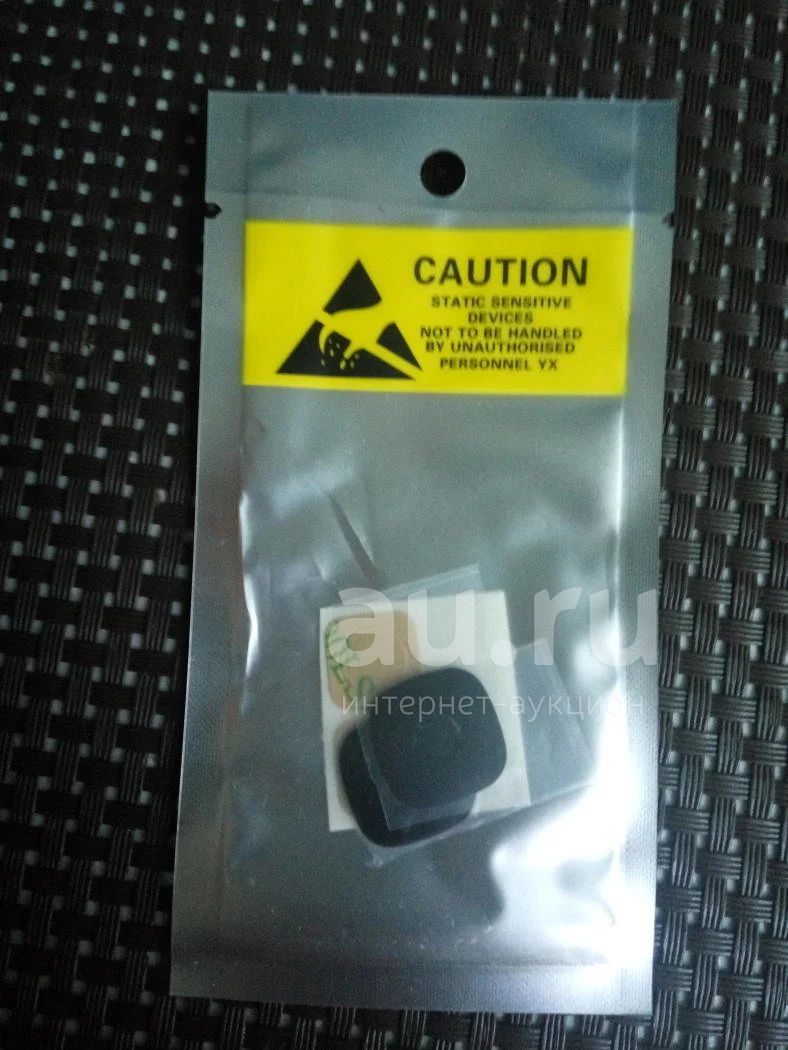 CAUTION
STATIC SENSITIVE
DEVICES
NOT TO BE HANDLED
BY UNAUTHORISED
PERSONNEL YX
au.ru
интернет-аукцион